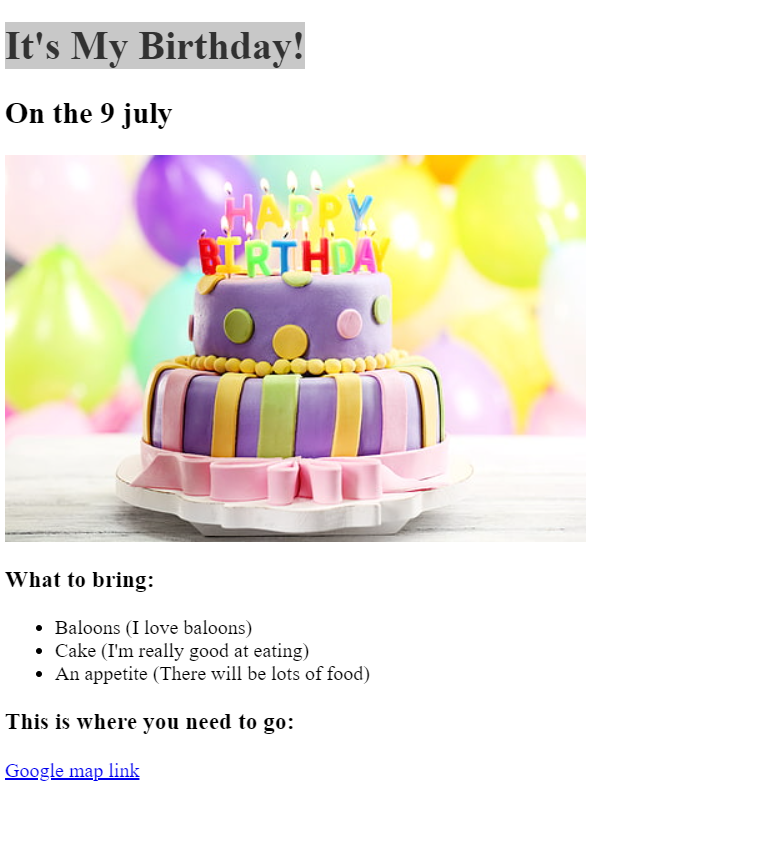 It's My Birthday!
On the 9 july
HAPPY
BIRTHDAY
What to bring:
Baloons (I love baloons)
Cake (I'm really good at eating)
An appetite (There will be lots of food)
This is where you need to go:
Google map link